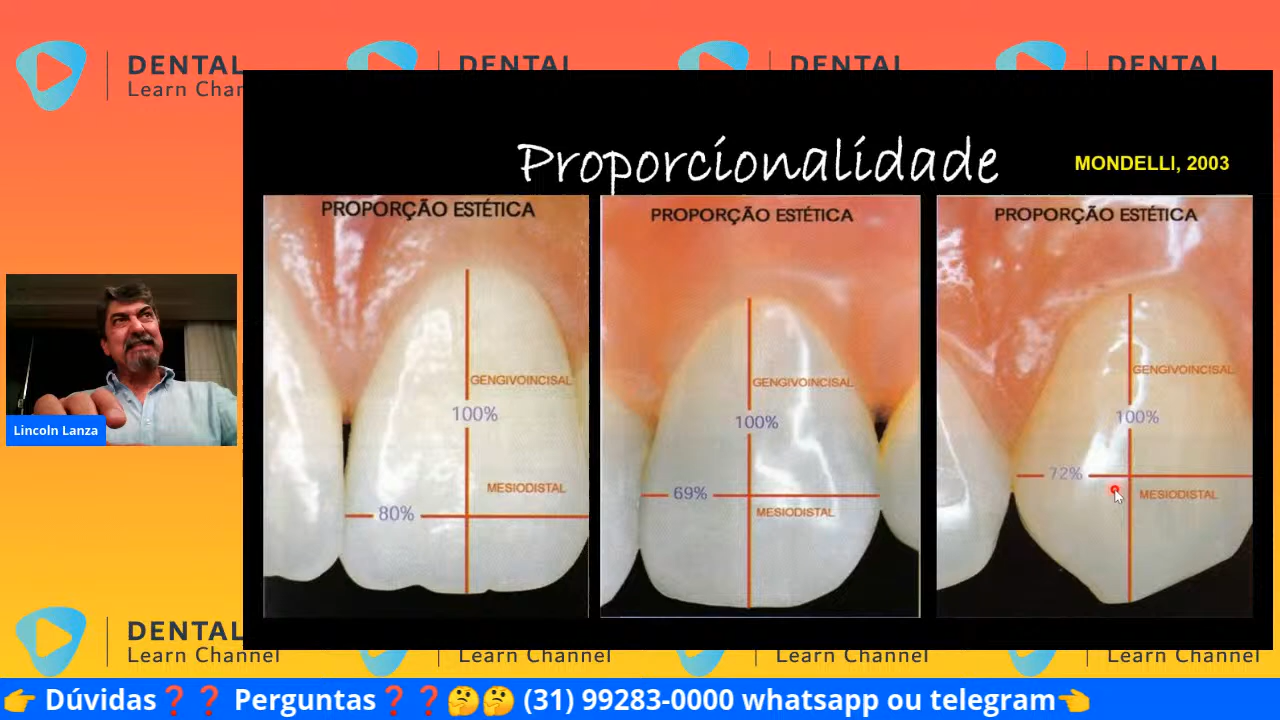 DENTAL
Learn Chan
DENTAL
DENTAL
DENTAL
Proporcionalidade
MONDELLI, 2003
PROPORÇÃO ESTÉTICA
GENGIVOINCISAL
100%
MESIODISTAL
80%
PROPORÇÃO ESTÉTICA
GENGIVOINCISAL
100%
69%
MESIODISTAL
PROPORÇÃO ESTÉTICA
GENGIVOINCISAL
100%
72%
MESIODISTAL
Lincoln Lanza
DENTAL
Learn Channel
Learn Channel
Learn Channel
Learn Channel
👉 Dúvidas❓❓ Perguntas❓❓🤔🤔 (31) 99283-0000 whatsapp ou telegram👈